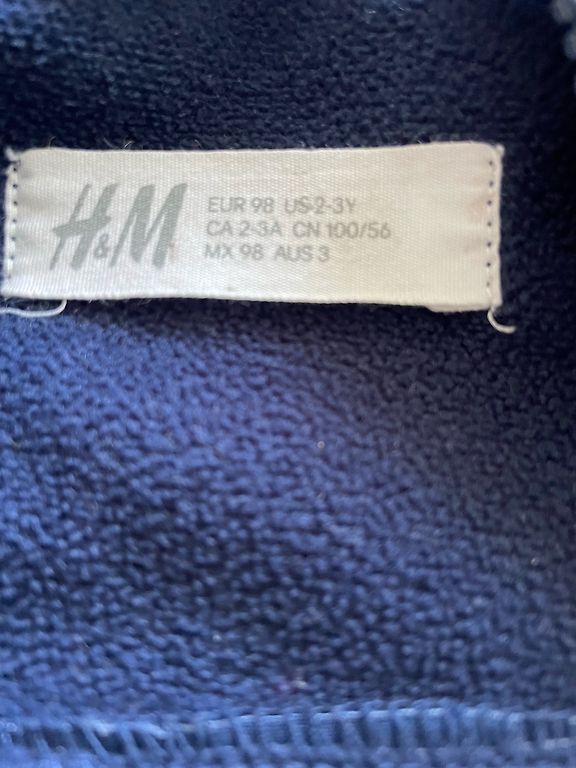 H&M
EUR 98 US 2-3Y
CA 2-3A CN 100/56
MX 98 AUS 3